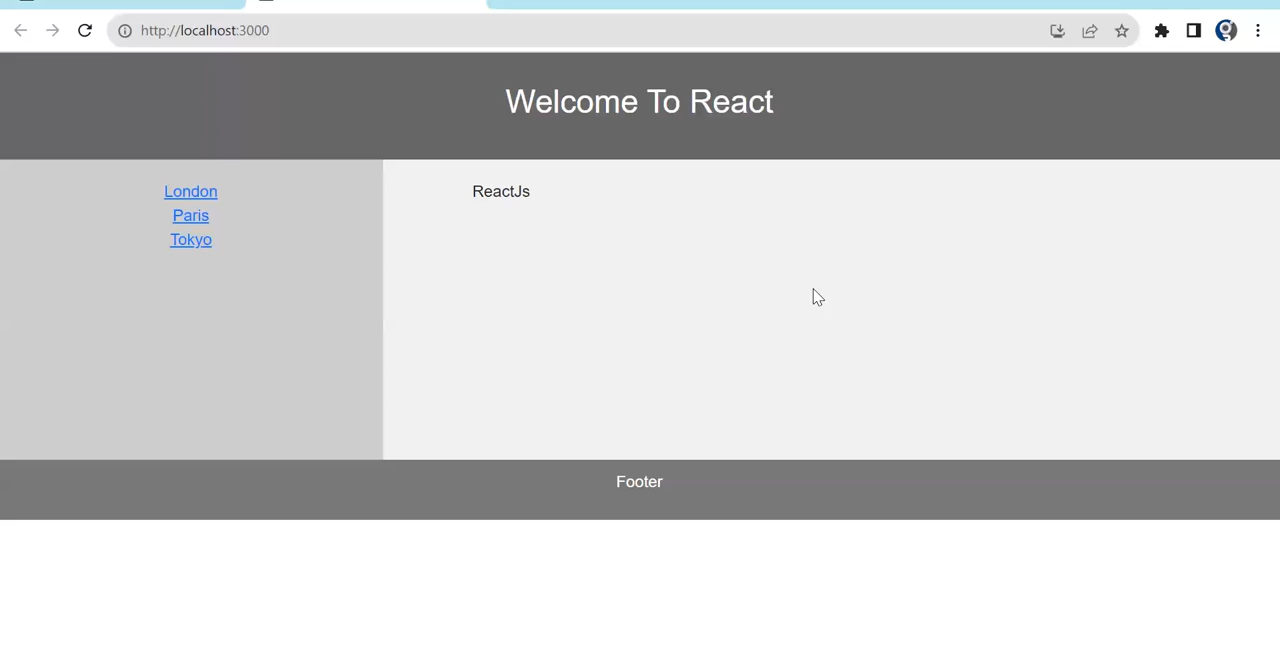 http://localhost:3000
Welcome To React
London
Paris
Tokyo
ReactJs
Footer